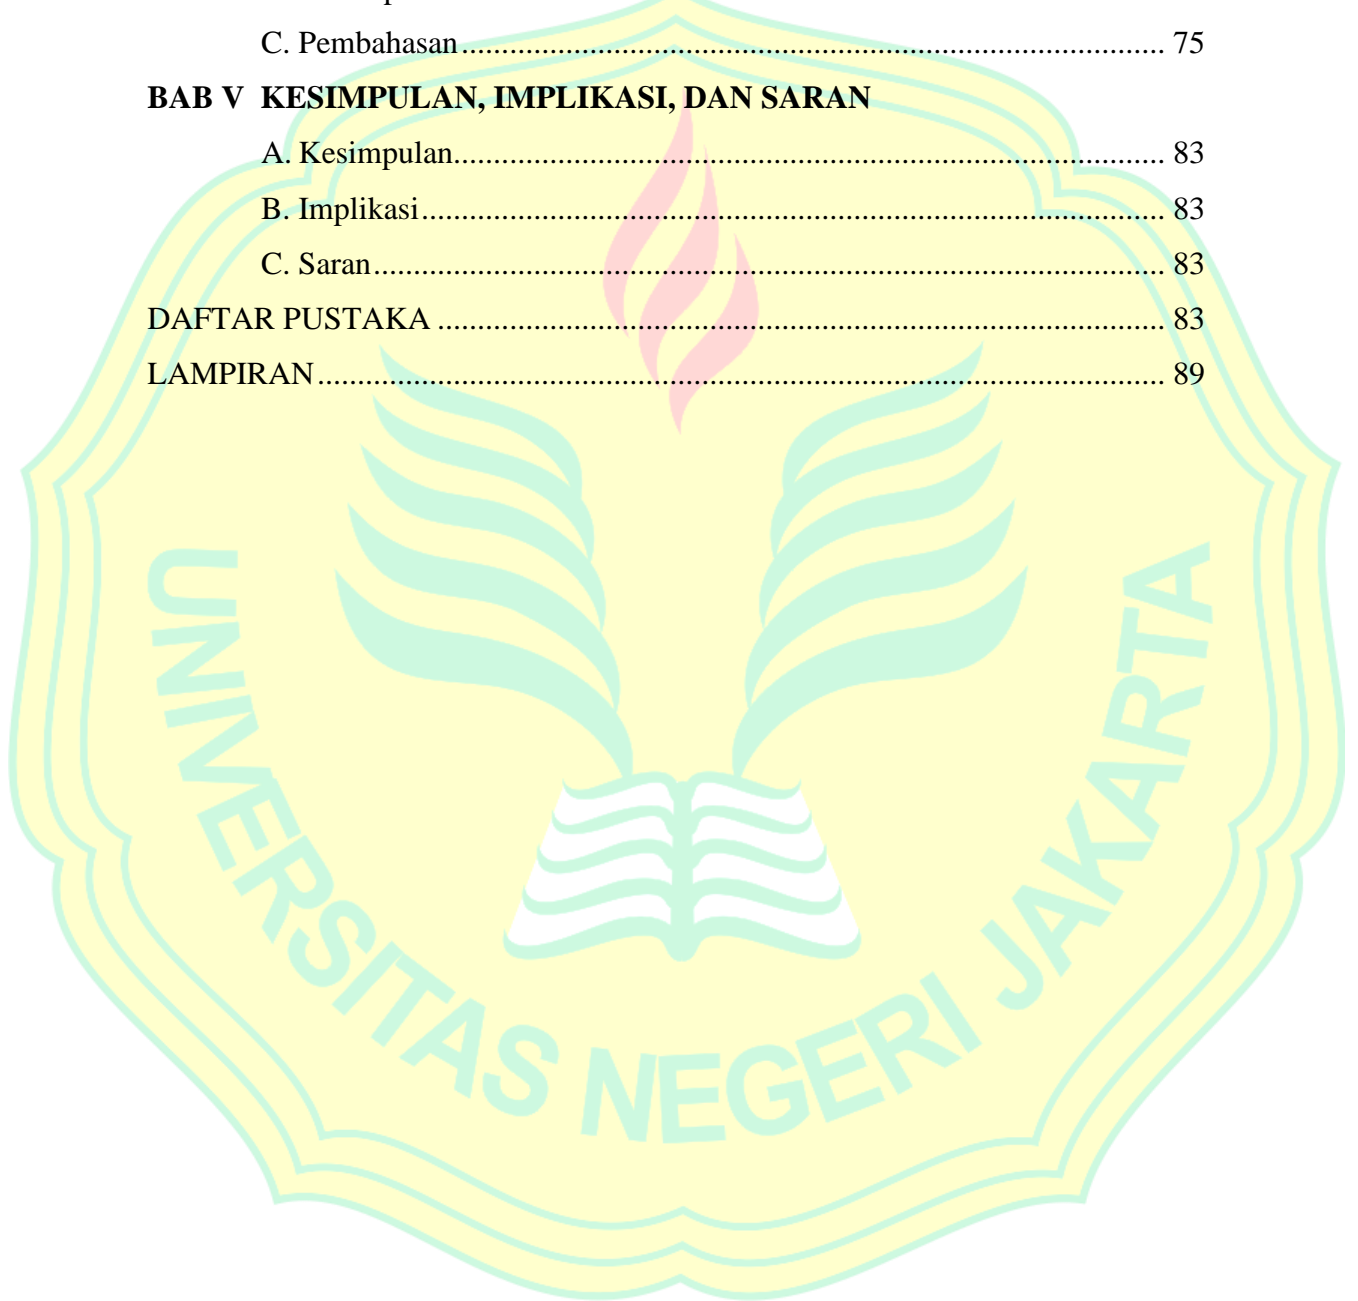 C. Pembahasan........................................................................................ 75
BAB V KESIMPULAN, IMPLIKASI, DAN SARAN
A. Kesimpulan......................................................................................... 83
B. Implikasi............................................................................................. 83
C. Saran................................................................................................... 83
DAFTAR PUSTAKA ........................................................................................... 83
LAMPIRAN.......................................................................................................... 89
UNIVERSITAS NEGERI JAKARTA